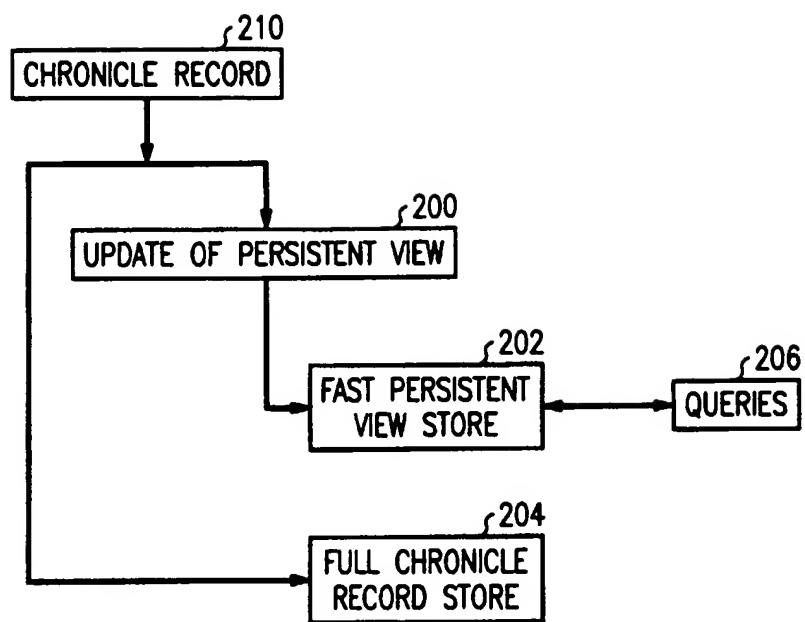 210
CHRONICLE RECORD
200
UPDATE OF PERSISTENT VIEW
202
FAST PERSISTENT
VIEW STORE
206
QUERIES
204
FULL CHRONICLE
RECORD STORE